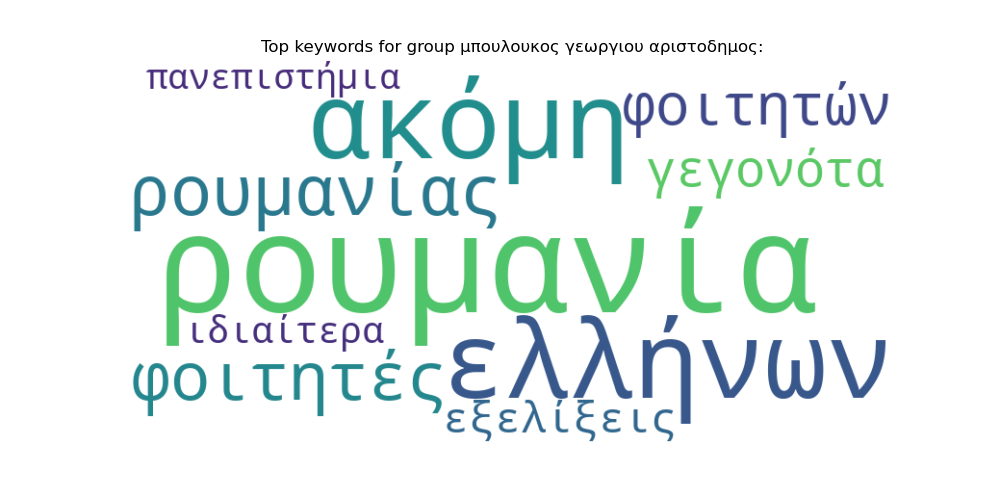 Top keywords for group μπουλουκος γεωργιου αριστοδημος:
πανεπιστήμια
ακόμη
φοιτητών
γεγονότα
ρουμανίας
ρουμανία
ιδιαίτερα
ελλήνων
φοιτητές
εξελίξεις